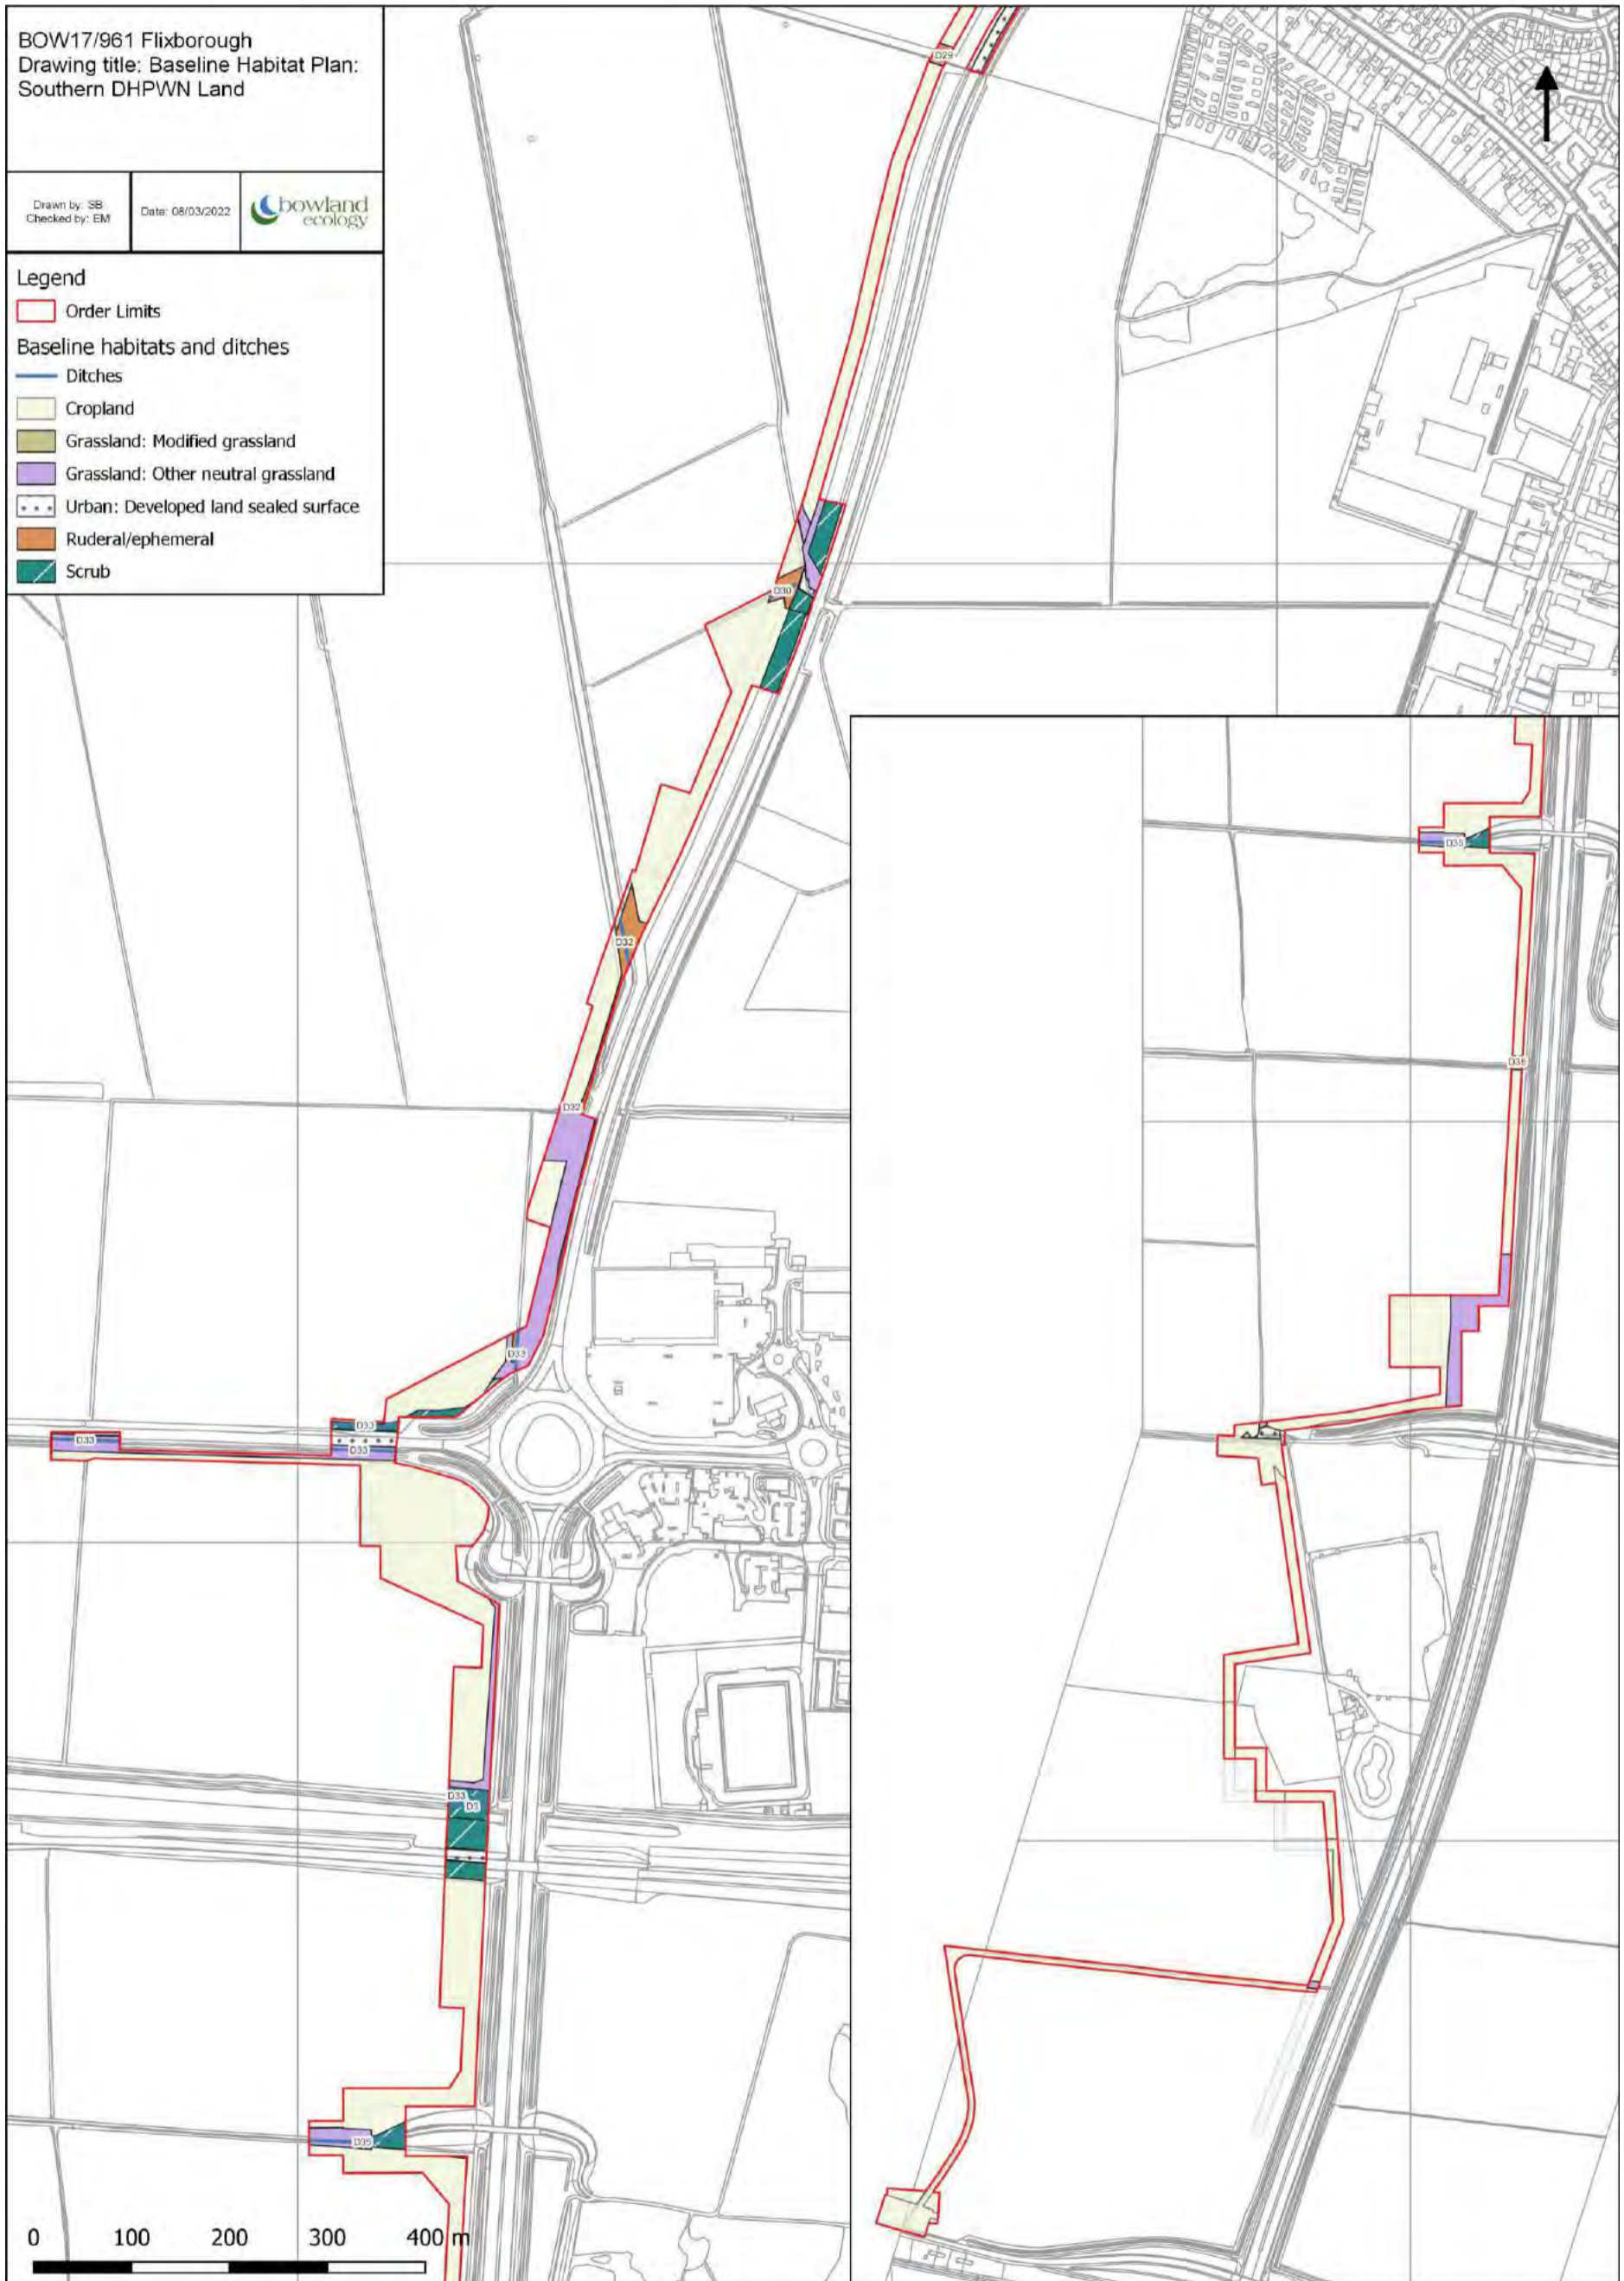 BOW17/961 Flixborough
Drawing title: Baseline Habitat Plan:
Southern DHPWN Land
Drawn by: SB
Checked by: EM
Date: 08/03/2022
bowland
ecology
Legend
Order Limits
Baseline habitats and ditches
Ditches
Cropland
Grassland: Modified grassland
Grassland: Other neutral grassland
Urban: Developed land sealed surface
Ruderal/ephemeral
Scrub
D29
D30
D32
D32
D33
D33
D33
D33
D33
D3
D35
D35
0 100 200 300 400 m